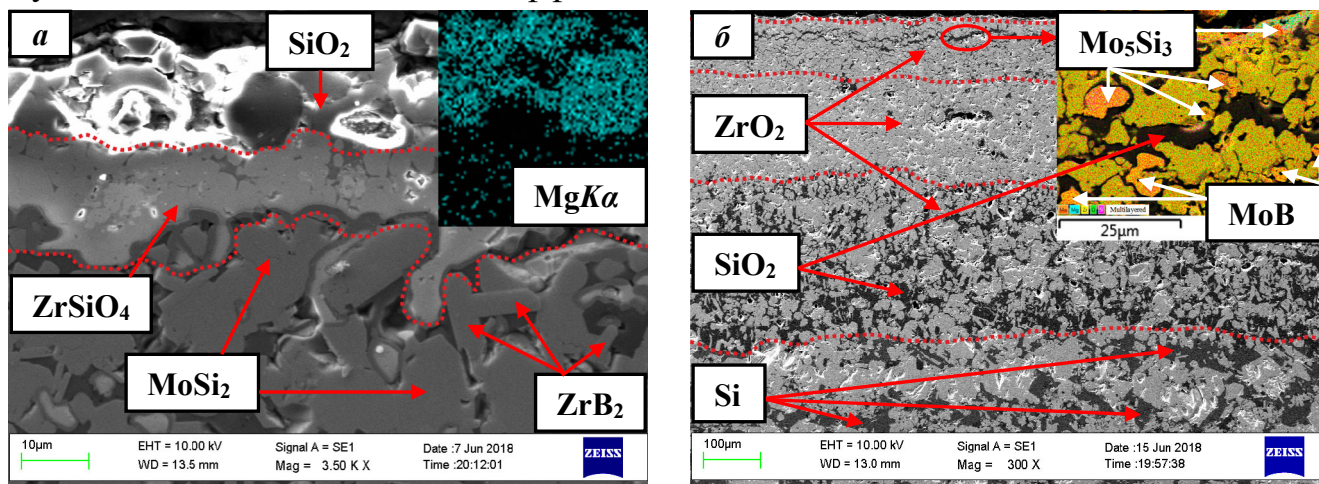 а
SiO₂
MgKα
ZrSiO₄
MoSi₂
ZrB₂
10µm
EHT = 10.00 kV
WD = 13.5 mm
Signal A = SE1
Mag = 3.50 K X
Date :7 Jun 2018
Time :20:12:01
ZEISS
б
Mo₅Si₃
ZrO₂
MoB
Multilayered
25µm
SiO₂
Si
100µm
EHT = 10.00 kV
WD = 13.0 mm
Signal A = SE1
Mag = 300 X
Date :15 Jun 2018
Time :19:57:38
ZEISS